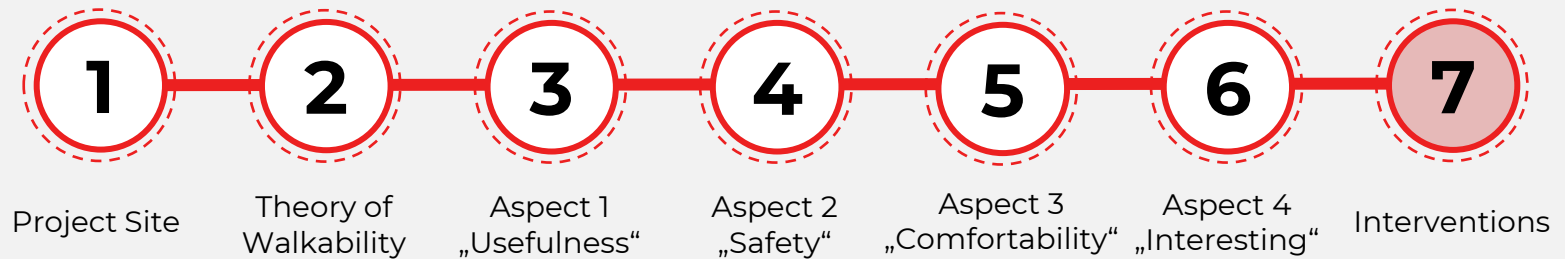 1
2
3
4
5
6
7
Project Site
Theory of
Walkability
Aspect 1
„Usefulness“
Aspect 2
„Safety“
Aspect 3
„Comfortability“
Aspect 4
„Interesting“
Interventions